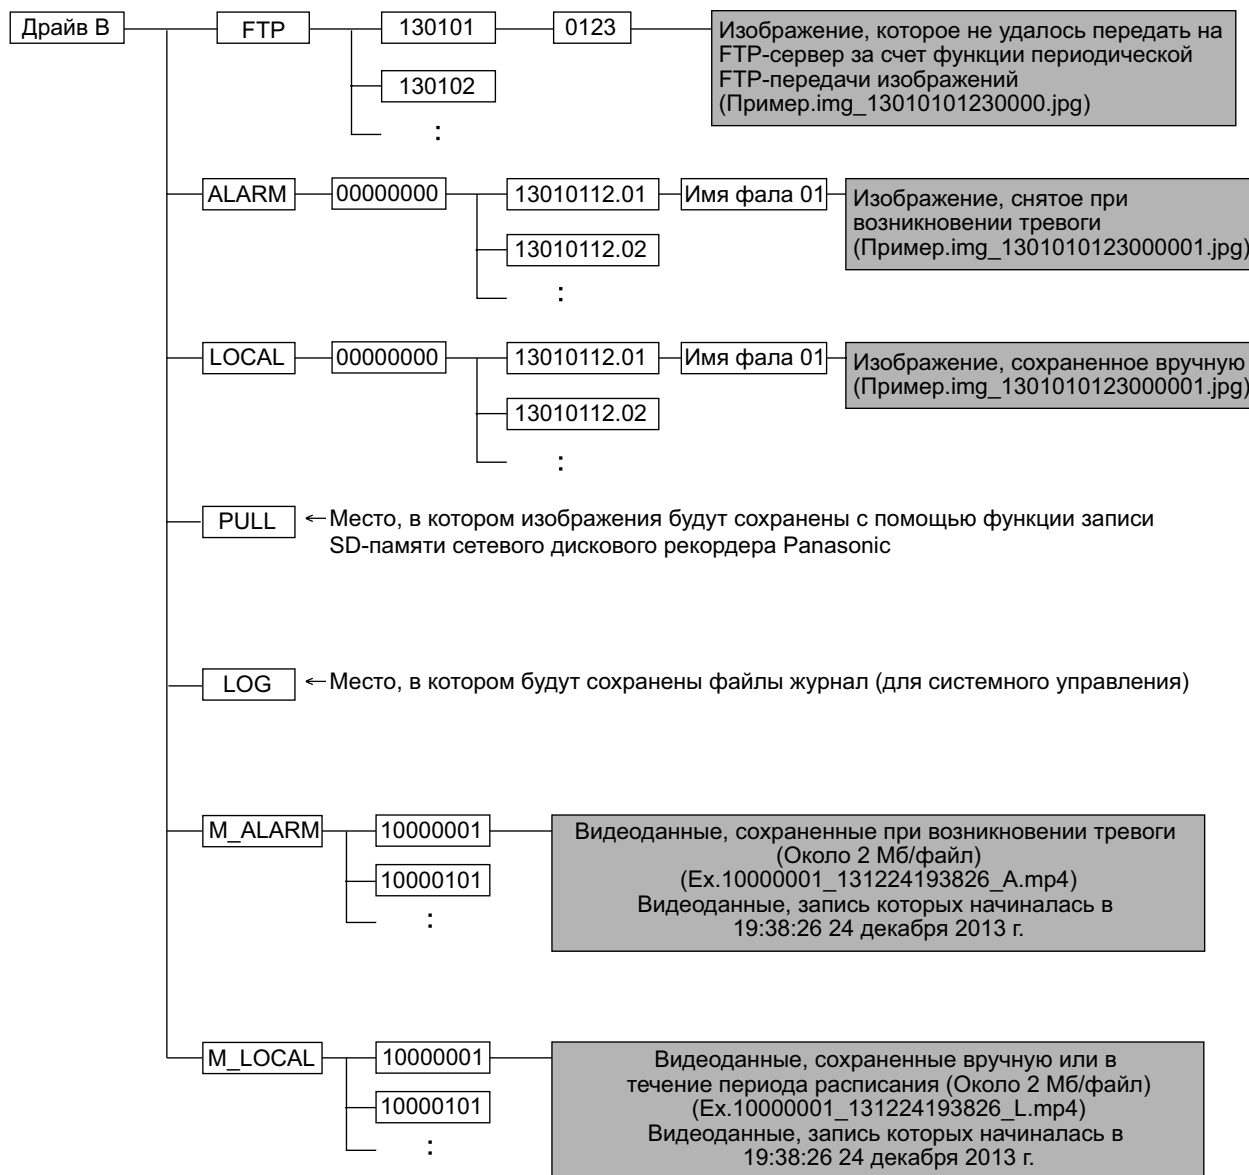 Драйв B
FTP
130101
0123
Изображение, которое не удалось передать на
FTP-сервер за счет функции периодической
FTP-передачи изображений
(Пример.img_13010101230000.jpg)
130102
:
ALARM
00000000
13010112.01
Имя фала 01
Изображение, снятое при
возникновении тревоги
(Пример.img_1301010123000001.jpg)
13010112.02
:
LOCAL
00000000
13010112.01
Имя фала 01
Изображение, сохраненное вручную
(Пример.img_1301010123000001.jpg)
13010112.02
:
PULL
←Место, в котором изображения будут сохранены с помощью функции записи
SD-памяти сетевого дискового рекордера Panasonic
LOG
←Место, в котором будут сохранены файлы журнал (для системного управления)
M_ALARM
10000001
Видеоданные, сохраненные при возникновении тревоги
(Около 2 Мб/файл)
(Ex.10000001_131224193826_A.mp4)
Видеоданные, запись которых начиналась в
19:38:26 24 декабря 2013 г.
10000101
:
M_LOCAL
10000001
Видеоданные, сохраненные вручную или в
течение периода расписания (Около 2 Мб/файл)
(Ex.10000001_131224193826_L.mp4)
Видеоданные, запись которых начиналась в
19:38:26 24 декабря 2013 г.
10000101
: